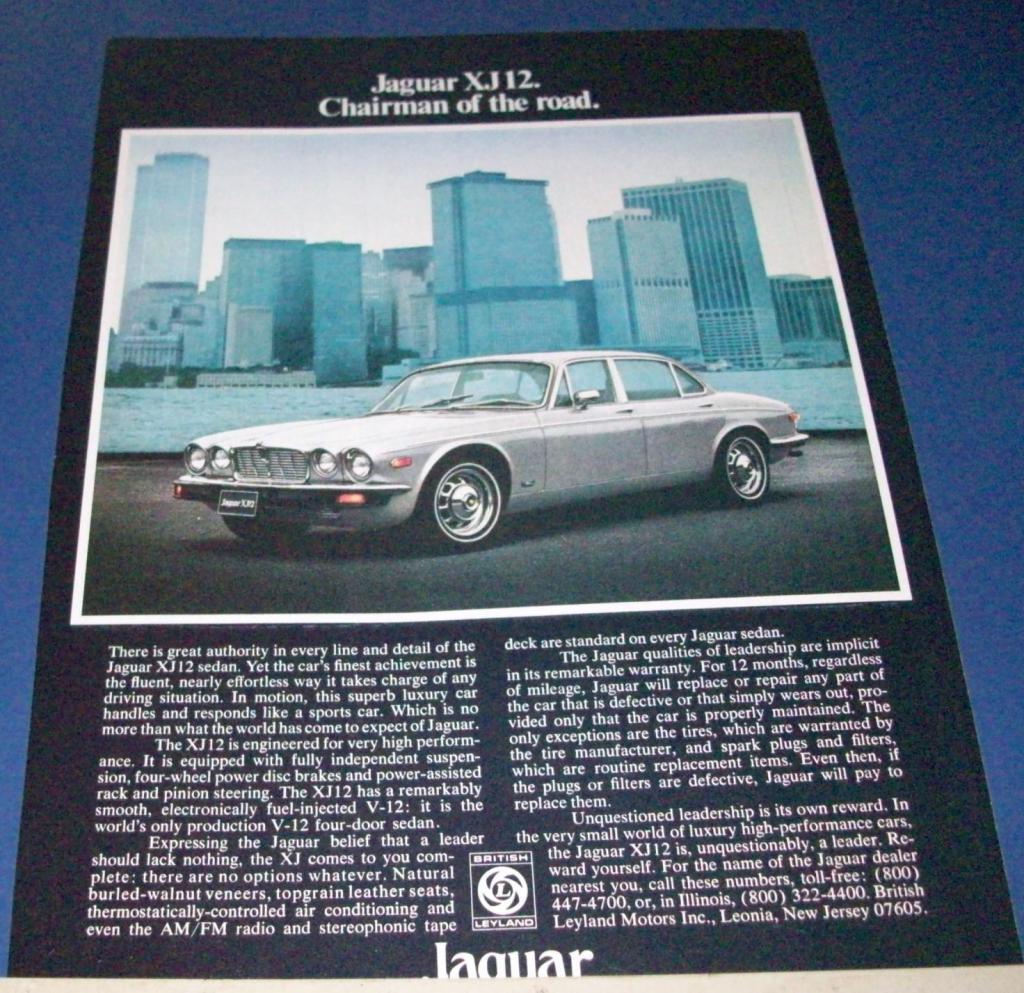 Jaguar XJ12.
Chairman of the road.
Jaguar XJ12
There is great authority in every line and detail of the
Jaguar XJ12 sedan. Yet the car's finest achievement is
the fluent, nearly effortless way it takes charge of any
driving situation. In motion, this superb luxury car
handles and responds like a sports car. Which is no
more than what the world has come to expect of Jaguar.
The XJ12 is engineered for very high perform-
ance. It is equipped with fully independent suspen-
sion, four-wheel power disc brakes and power-assisted
rack and pinion steering. The XJ12 has a remarkably
smooth, electronically fuel-injected V-12: it is the
world's only production V-12 four-door sedan.
Expressing the Jaguar belief that a leader
should lack nothing, the XJ comes to you com-
plete: there are no options whatever. Natural
burled-walnut veneers, topgrain leather seats,
thermostatically-controlled air conditioning and
even the AM/FM radio and stereophonic tape
deck are standard on every Jaguar sedan.
The Jaguar qualities of leadership are implicit
in its remarkable warranty. For 12 months, regardless
of mileage, Jaguar will replace or repair any part of
the car that is defective or that simply wears out, pro-
vided only that the car is properly maintained. The
only exceptions are the tires, which are warranted by
the tire manufacturer, and spark plugs and filters,
which are routine replacement items. Even then, if
the plugs or filters are defective, Jaguar will pay to
replace them.
Unquestioned leadership is its own reward. In
the very small world of luxury high-performance cars,
the Jaguar XJ12 is, unquestionably, a leader. Re-
ward yourself. For the name of the Jaguar dealer
nearest you, call these numbers, toll-free: (800)
447-4700, or, in Illinois, (800) 322-4400. British
Leyland Motors Inc., Leonia, New Jersey 07605.
BRITISH
L
LEYLAND
Jaguar